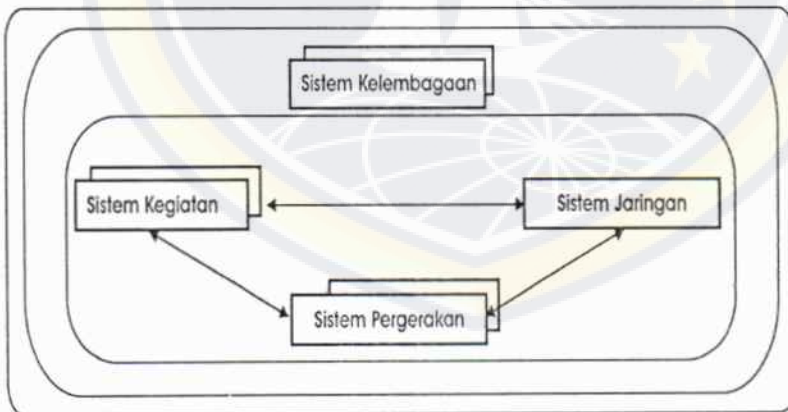 Sistem Kelembagaan
Sistem Kegiatan
Sistem Jaringan
Sistem Pergerakan